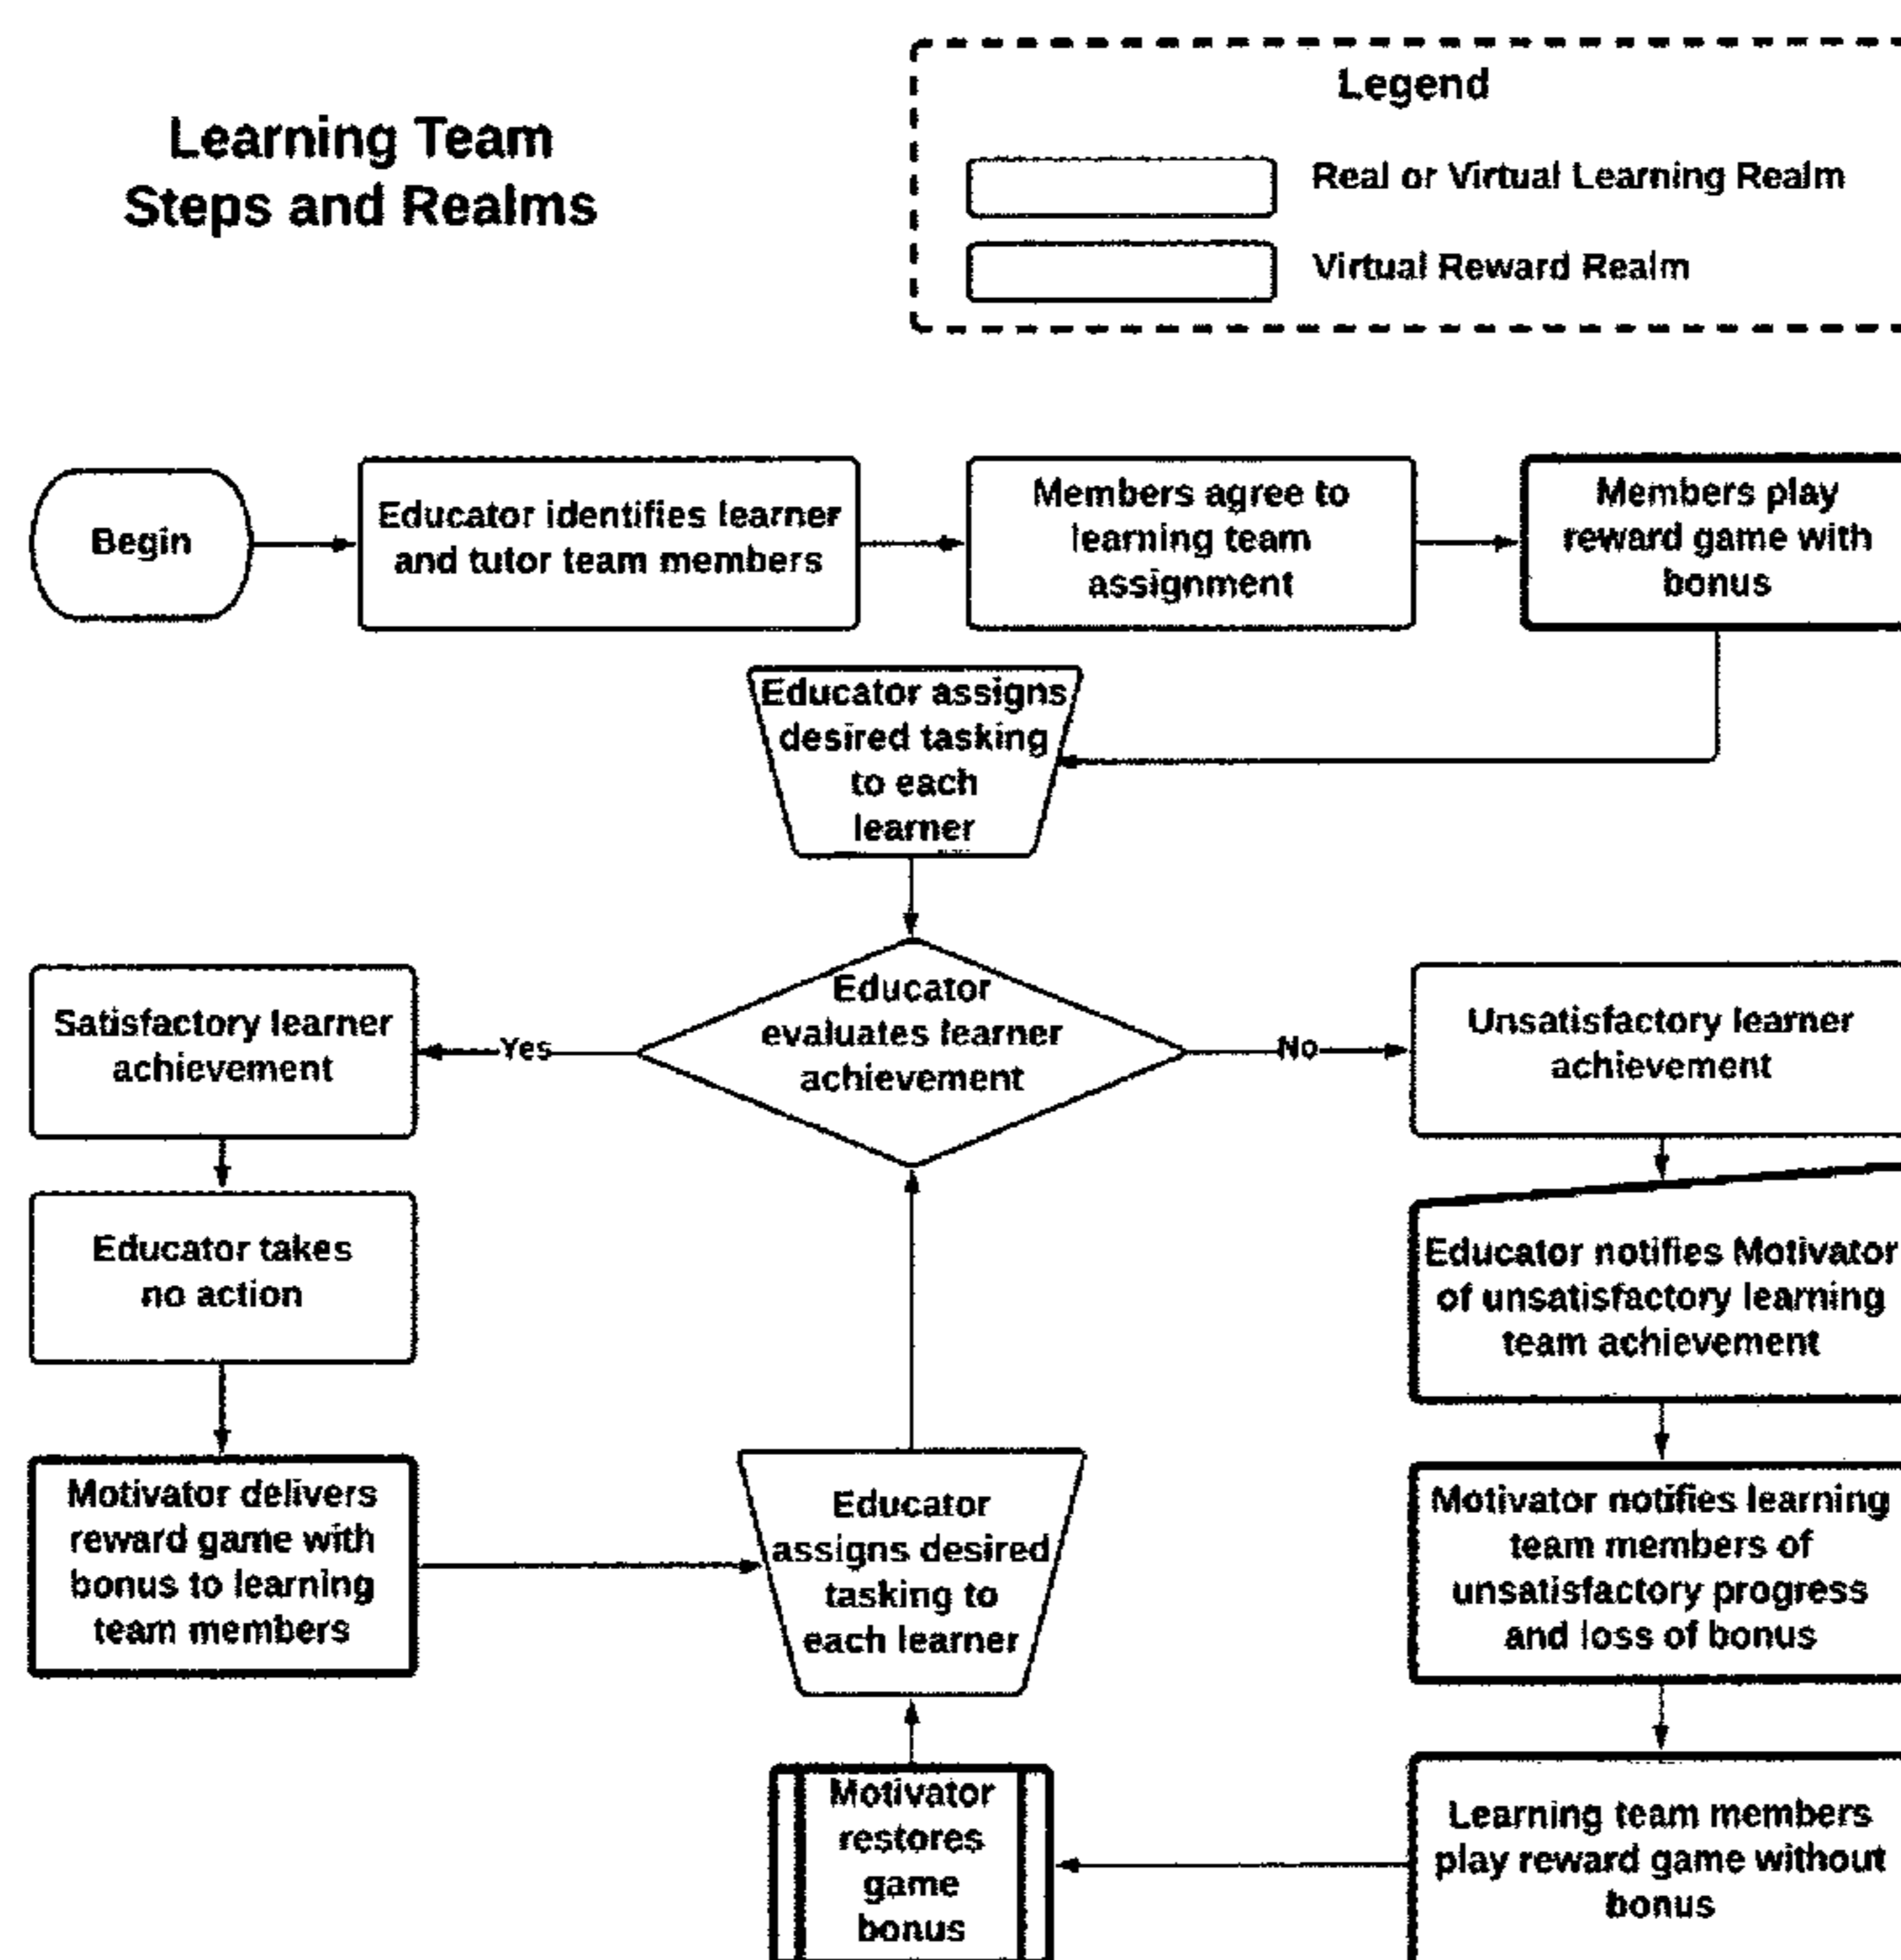 Learning Team
Steps and Realms
Legend
Real or Virtual Learning Realm
Virtual Reward Realm
Begin
Educator identifies learner
and tutor team members
Members agree to
learning team
assignment
Members play
reward game with
bonus
Educator assigns
desired tasking
to each
learner
Educator
evaluates learner
achievement
Yes
No
Satisfactory learner
achievement
Unsatisfactory learner
achievement
Educator takes
no action
Educator notifies Motivator
of unsatisfactory learning
team achievement
Motivator delivers
reward game with
bonus to learning
team members
Educator
assigns desired
tasking to
each learner
Motivator notifies learning
team members of
unsatisfactory progress
and loss of bonus
Motivator
restores
game
bonus
Learning team members
play reward game without
bonus